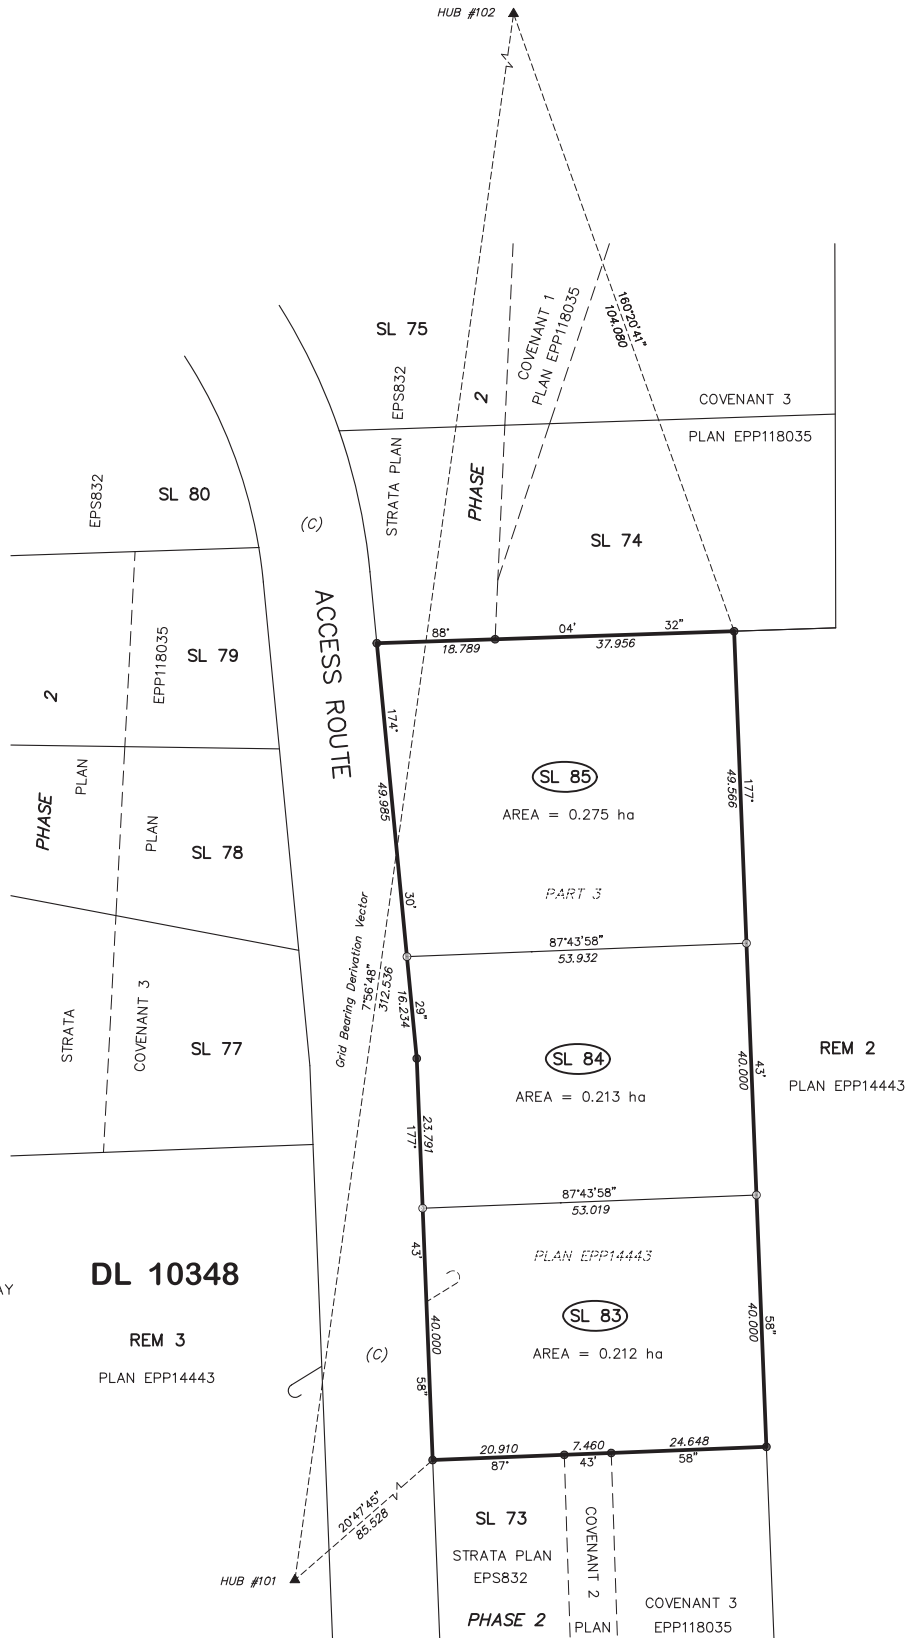 HUB #102
160°20'41"
104.080
SL 75
STRATA PLAN EPS832
PHASE 2
COVENANT 1
PLAN EPP118035
COVENANT 3
PLAN EPP118035
EPS832
SL 80
(C)
SL 74
ACCESS ROUTE
88° 04' 32"
18.789 37.956
2
EPP118035
SL 79
174°
49.985
30'
29"
16.234
SL 85
AREA = 0.275 ha
177°
49.566
PHASE
PLAN
PLAN
SL 78
PART 3
87°43'58"
53.932
Grid Bearing Derivation Vector
7°56'48"
312.536
STRATA
COVENANT 3
SL 77
SL 84
AREA = 0.213 ha
43'
40.000
REM 2
PLAN EPP14443
23.791
177°
87°43'58"
53.019
43'
PLAN EPP14443
AY
DL 10348
REM 3
PLAN EPP14443
SL 83
AREA = 0.212 ha
40.000
58"
40.000
58"
(C)
20.910 7.460 24.648
87° 43' 58"
20°47'45"
85.528
HUB #101
SL 73
STRATA PLAN
EPS832
PHASE 2
COVENANT 2
PLAN
COVENANT 3
EPP118035